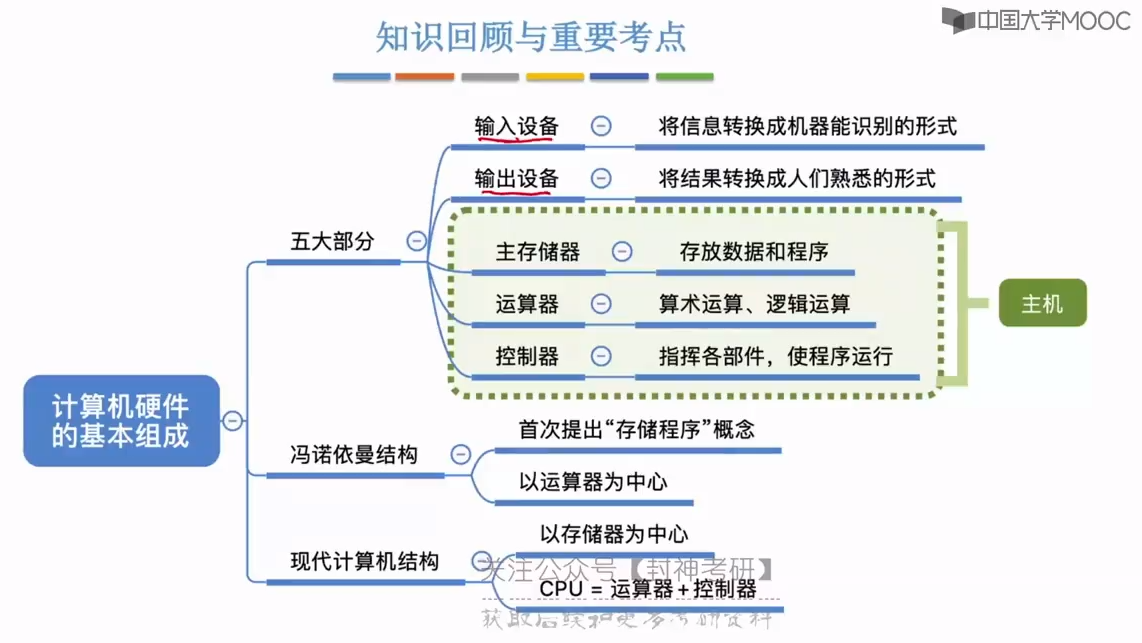 知识回顾与重要考点
中国大学MOOC
输入设备
将信息转换成机器能识别的形式
输出设备
将结果转换成人们熟悉的形式
五大部分
主存储器
存放数据和程序
运算器
算术运算、逻辑运算
控制器
指挥各部件，使程序运行
主机
计算机硬件
的基本组成
冯诺依曼结构
首次提出“存储程序”概念
以运算器为中心
现代计算机结构
以存储器为中心
关注公众号【封神考研】
CPU = 运算器+控制器
获取后续和更多考研资料